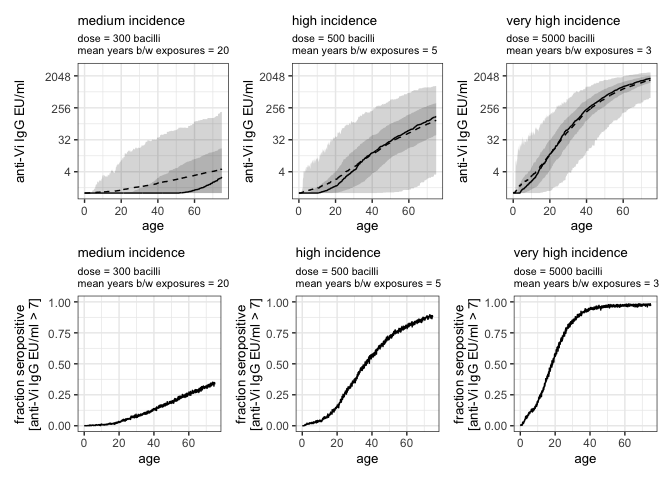 medium incidence
dose = 300 bacilli
mean years b/w exposures = 20
anti-Vi IgG EU/ml
2048
256
32
4
0
20
40
60
age
high incidence
dose = 500 bacilli
mean years b/w exposures = 5
anti-Vi IgG EU/ml
2048
256
32
4
0
20
40
60
age
very high incidence
dose = 5000 bacilli
mean years b/w exposures = 3
anti-Vi IgG EU/ml
2048
256
32
4
0
20
40
60
age
medium incidence
dose = 300 bacilli
mean years b/w exposures = 20
fraction seropositive
[anti-Vi IgG EU/ml > 7]
1.00
0.75
0.50
0.25
0.00
0
20
40
60
age
high incidence
dose = 500 bacilli
mean years b/w exposures = 5
fraction seropositive
[anti-Vi IgG EU/ml > 7]
1.00
0.75
0.50
0.25
0.00
0
20
40
60
age
very high incidence
dose = 5000 bacilli
mean years b/w exposures = 3
fraction seropositive
[anti-Vi IgG EU/ml > 7]
1.00
0.75
0.50
0.25
0.00
0
20
40
60
age